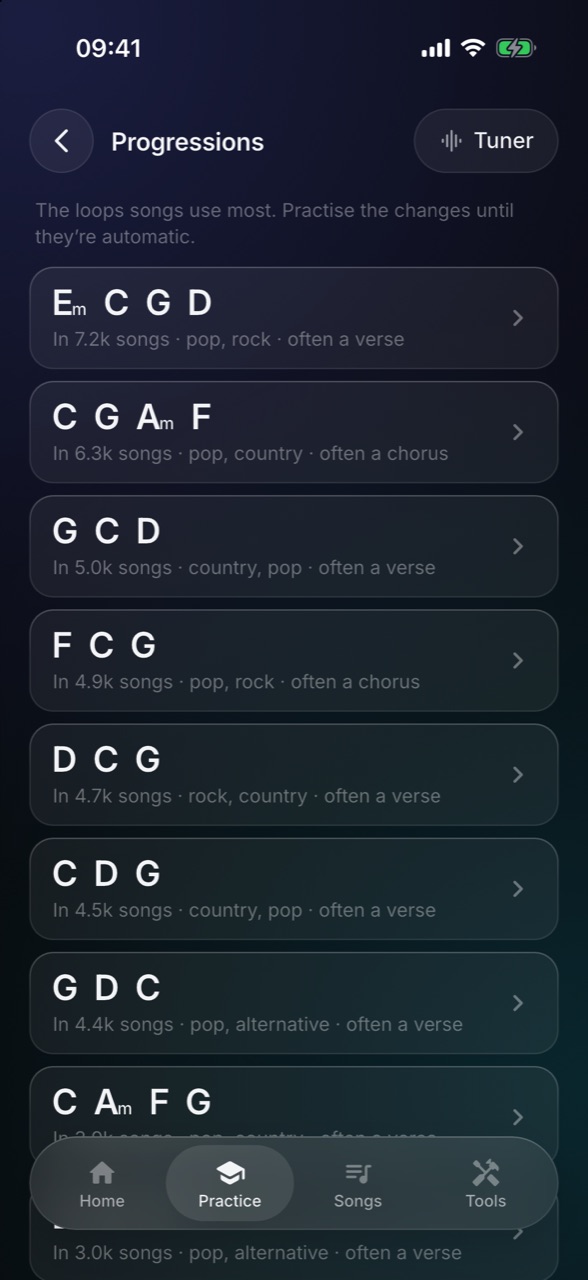 09:41
Progressions
Tuner
The loops songs use most. Practise the changes until
they're automatic.
Em C G D
In 7.2k songs · pop, rock · often a verse
C G Am F
In 6.3k songs · pop, country · often a chorus
G C D
In 5.0k songs · country, pop · often a verse
F C G
In 4.9k songs · pop, rock · often a chorus
D C G
In 4.7k songs · rock, country · often a verse
C D G
In 4.5k songs · country, pop · often a verse
G D C
In 4.4k songs · pop, alternative · often a verse
C Am F G
Home
Practice
Songs
Tools
In 3.0k songs · pop, alternative · often a verse